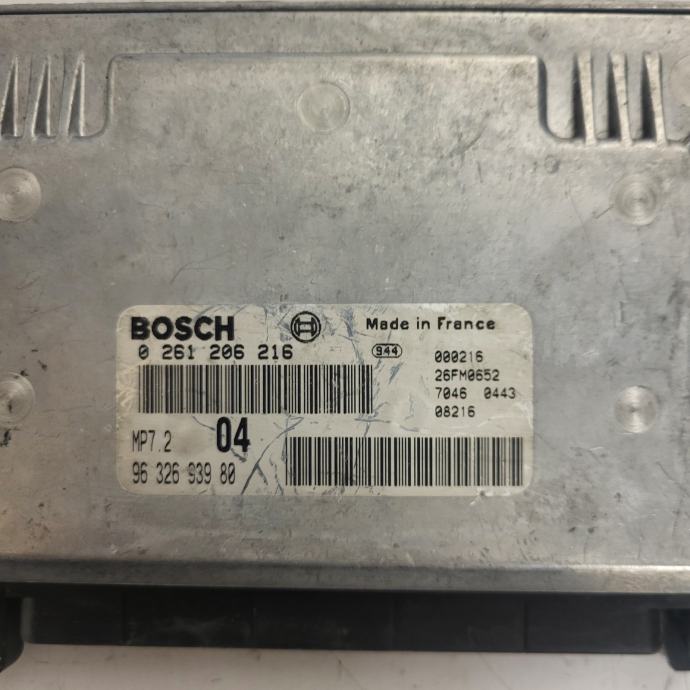 BOSCH Made in France
0 261 206 216 944 000216
26FM0652
7046 0443
08216
MP7.2 04
96 326 939 80